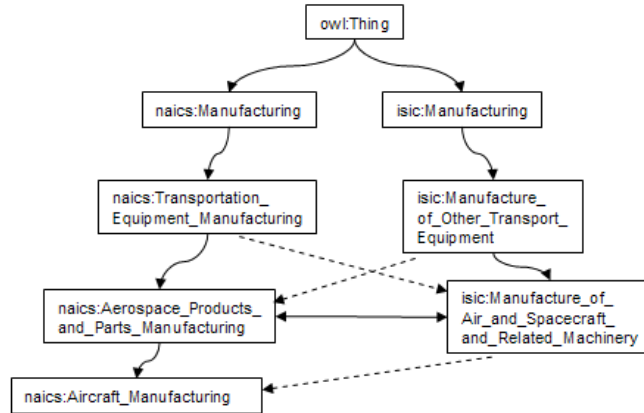 owl:Thing
naics:Manufacturing
isic:Manufacturing
naics:Transportation_
Equipment_Manufacturing
isic:Manufacture_
of_Other_Transport_
Equipment
naics:Aerospace_Products_
and_Parts_Manufacturing
isic:Manufacture_of_
Air_and_Spacecraft_
and_Related_Machinery
naics:Aircraft_Manufacturing